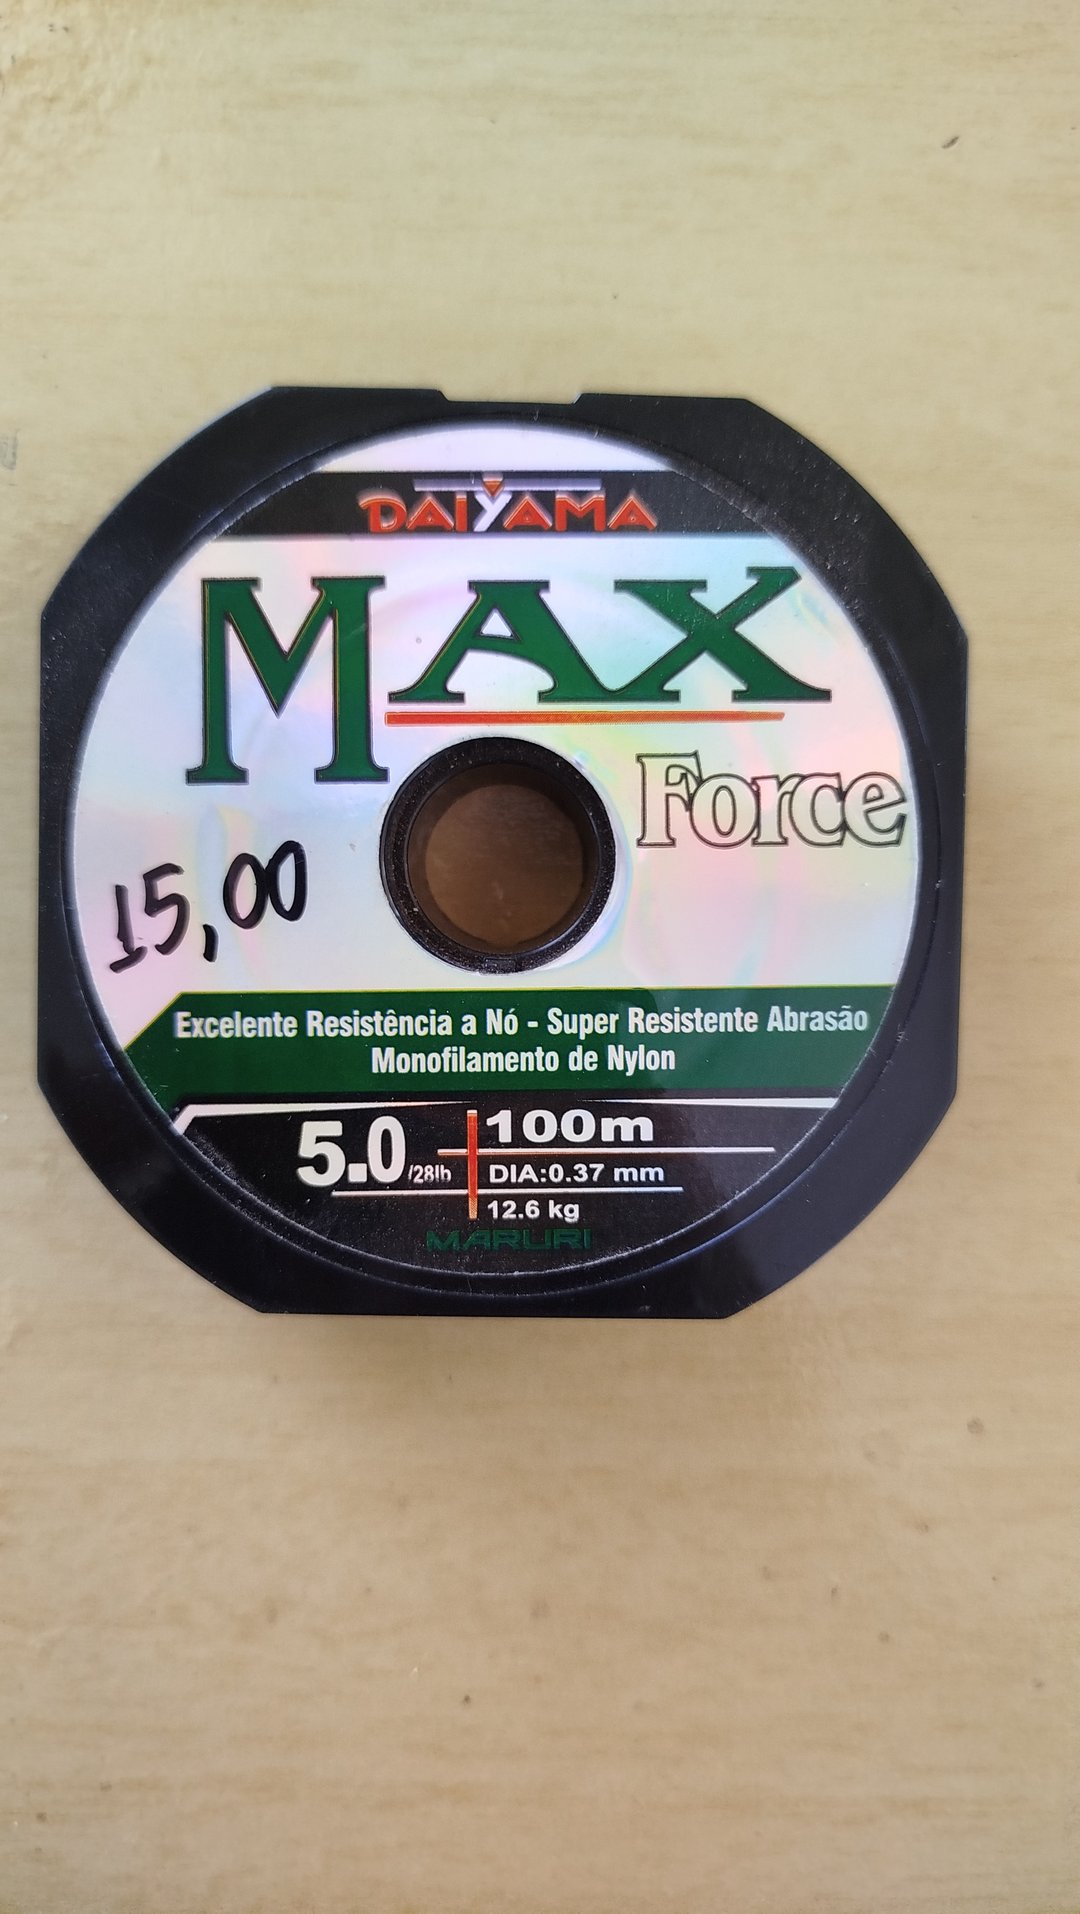 DAIYAMA
MAX
Force
15,00
Excelente Resistência a Nó - Super Resistente Abrasão
Monofilamento de Nylon
5.0/28lb
100m
DIA:0.37 mm
12.6 kg
MARURI